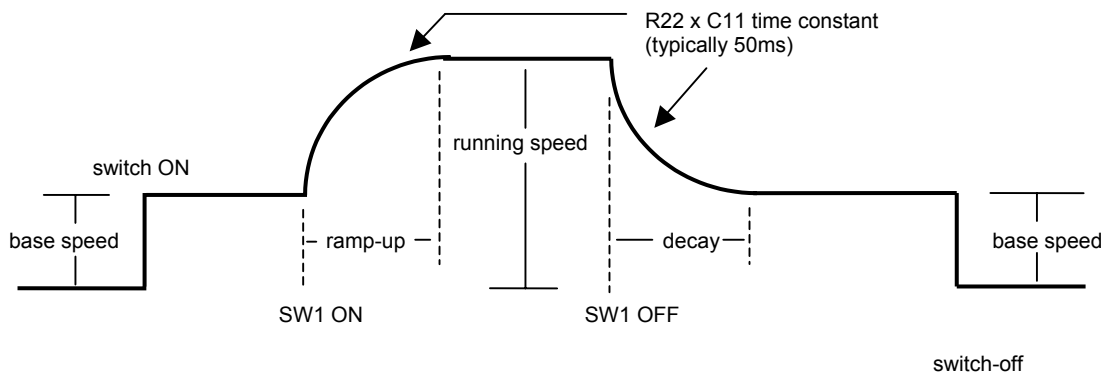 R22 x C11 time constant
(typically 50ms)
running speed
switch ON
base speed
ramp-up
decay
base speed
SW1 ON
SW1 OFF
switch-off